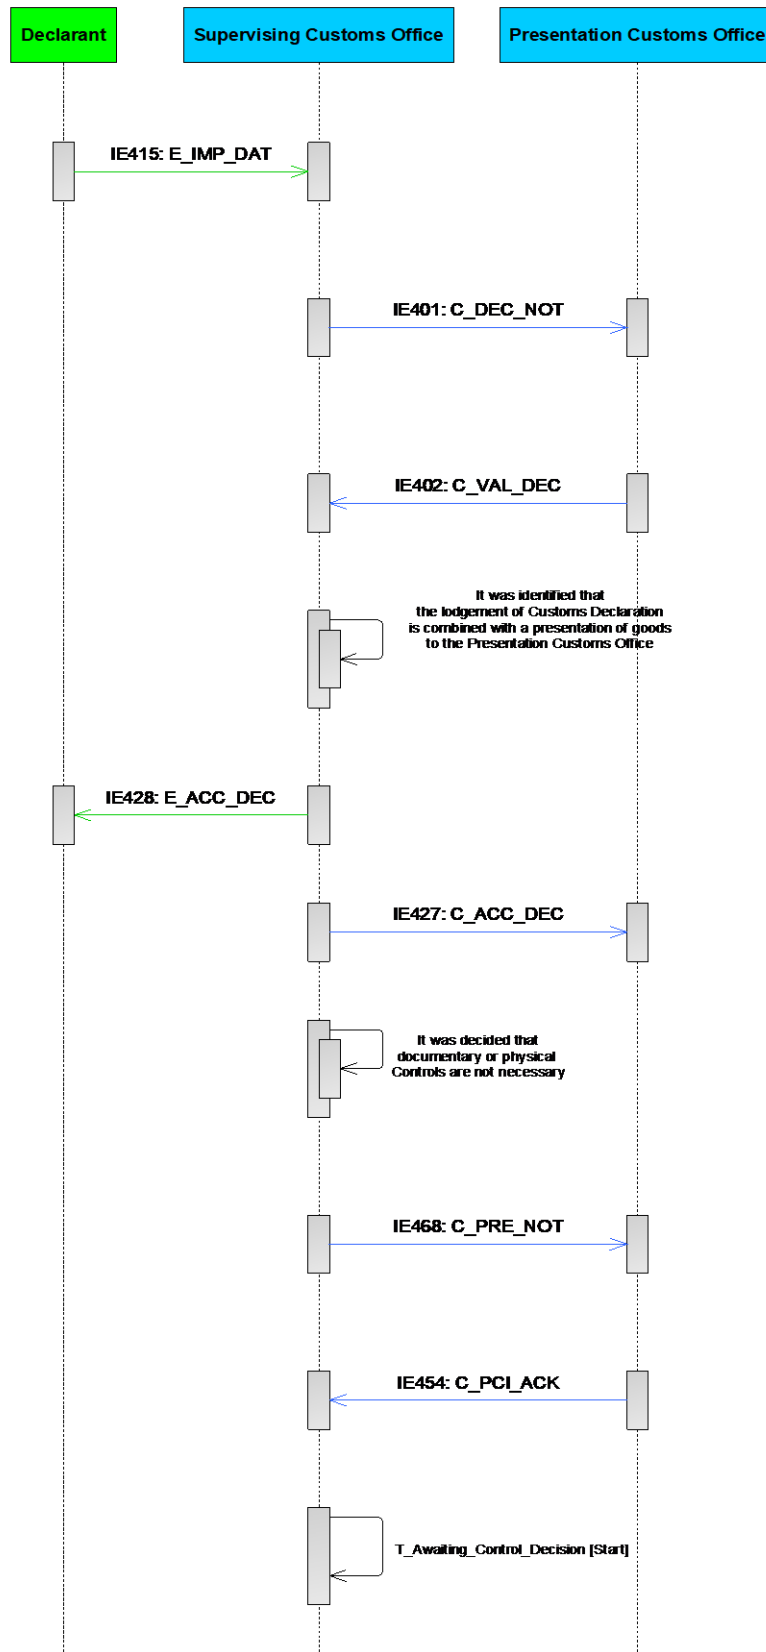 Declarant
Supervising Customs Office
Presentation Customs Office
IE415: E_IMP_DAT
IE401: C_DEC_NOT
IE402: C_VAL_DEC
It was identified that
the lodgement of Customs Declaration
is combined with a presentation of goods
to the Presentation Customs Office
IE428: E_ACC_DEC
IE427: C_ACC_DEC
It was decided that
documentary or physical
Controls are not necessary
IE468: C_PRE_NOT
IE454: C_PCI_ACK
T_Awaiting_Control_Decision [Start]